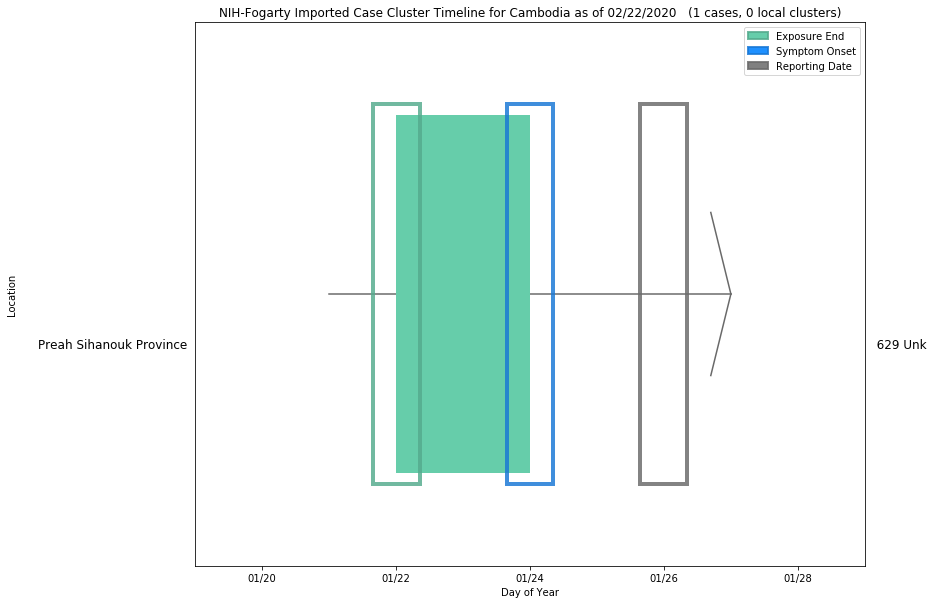 NIH-Fogarty Imported Case Cluster Timeline for Cambodia as of 02/22/2020   (1 cases, 0 local clusters)
Exposure End
Symptom Onset
Reporting Date
Location
Preah Sihanouk Province
629 Unk
01/20
01/22
01/24
01/26
01/28
Day of Year